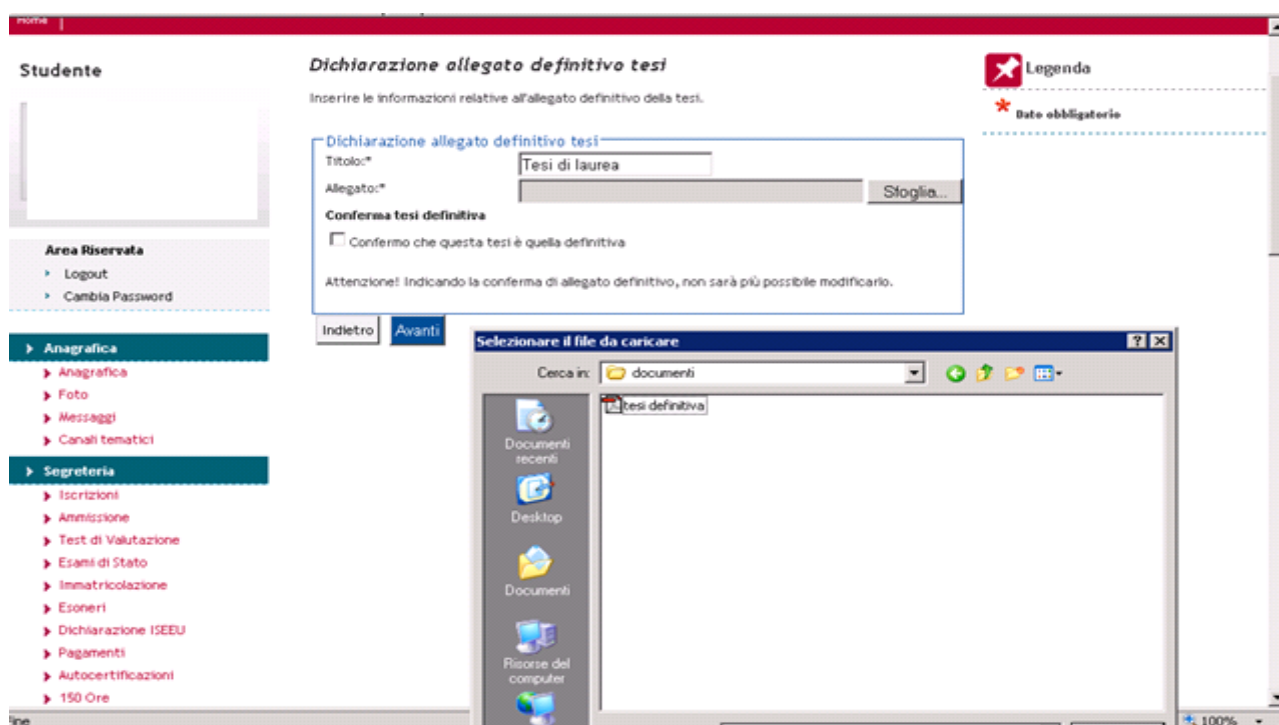 Home |
Studente
Area Riservata
Logout
Cambia Password
Anagrafica
Anagrafica
Foto
Messaggi
Canali tematici
Segreteria
Iscrizioni
Ammissione
Test di Valutazione
Esami di Stato
Immatricolazione
Esoneri
Dichiarazione ISEEU
Pagamenti
Autocertificazioni
150 Ore
Dichiarazione allegato definitivo tesi
Inserire le informazioni relative all'allegato definitivo della tesi.
Dichiarazione allegato definitivo tesi
Titolo:* Tesi di laurea
Allegato:* Sfoglia...
Conferma tesi definitiva
Confermo che questa tesi è quella definitiva
Attenzione! Indicando la conferma di allegato definitivo, non sarà più possibile modificarlo.
Indietro Avanti
Legenda
* Dato obbligatorio
Selezionare il file da caricare
Cerca in: documenti
tesi definitiva
Documenti
recenti
Desktop
Documenti
Risorse del
computer
100%